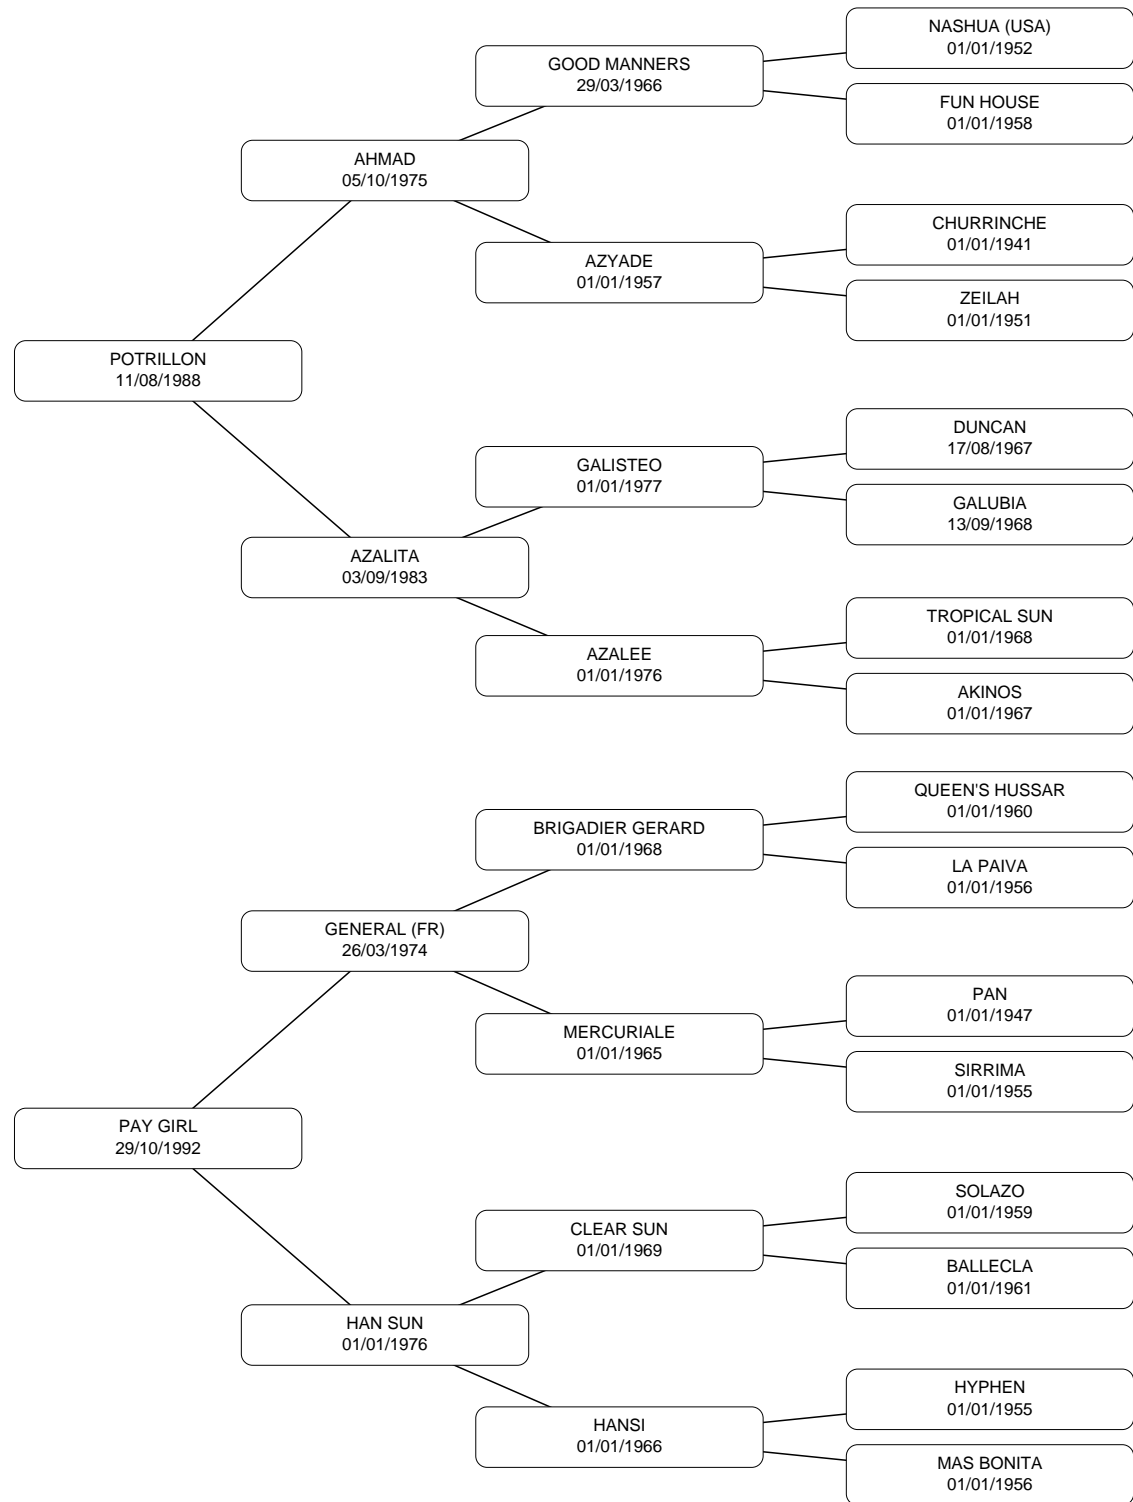 NASHUA (USA)
01/01/1952
GOOD MANNERS
29/03/1966
FUN HOUSE
01/01/1958
AHMAD
05/10/1975
CHURRINCHE
01/01/1941
AZYADE
01/01/1957
ZEILAH
01/01/1951
POTRILLON
11/08/1988
DUNCAN
17/08/1967
GALISTEO
01/01/1977
GALUBIA
13/09/1968
AZALITA
03/09/1983
TROPICAL SUN
01/01/1968
AZALEE
01/01/1976
AKINOS
01/01/1967
QUEEN'S HUSSAR
01/01/1960
BRIGADIER GERARD
01/01/1968
LA PAIVA
01/01/1956
GENERAL (FR)
26/03/1974
PAN
01/01/1947
MERCURIALE
01/01/1965
SIRRIMA
01/01/1955
PAY GIRL
29/10/1992
SOLAZO
01/01/1959
CLEAR SUN
01/01/1969
BALLECLA
01/01/1961
HAN SUN
01/01/1976
HYPHEN
01/01/1955
HANSI
01/01/1966
MAS BONITA
01/01/1956